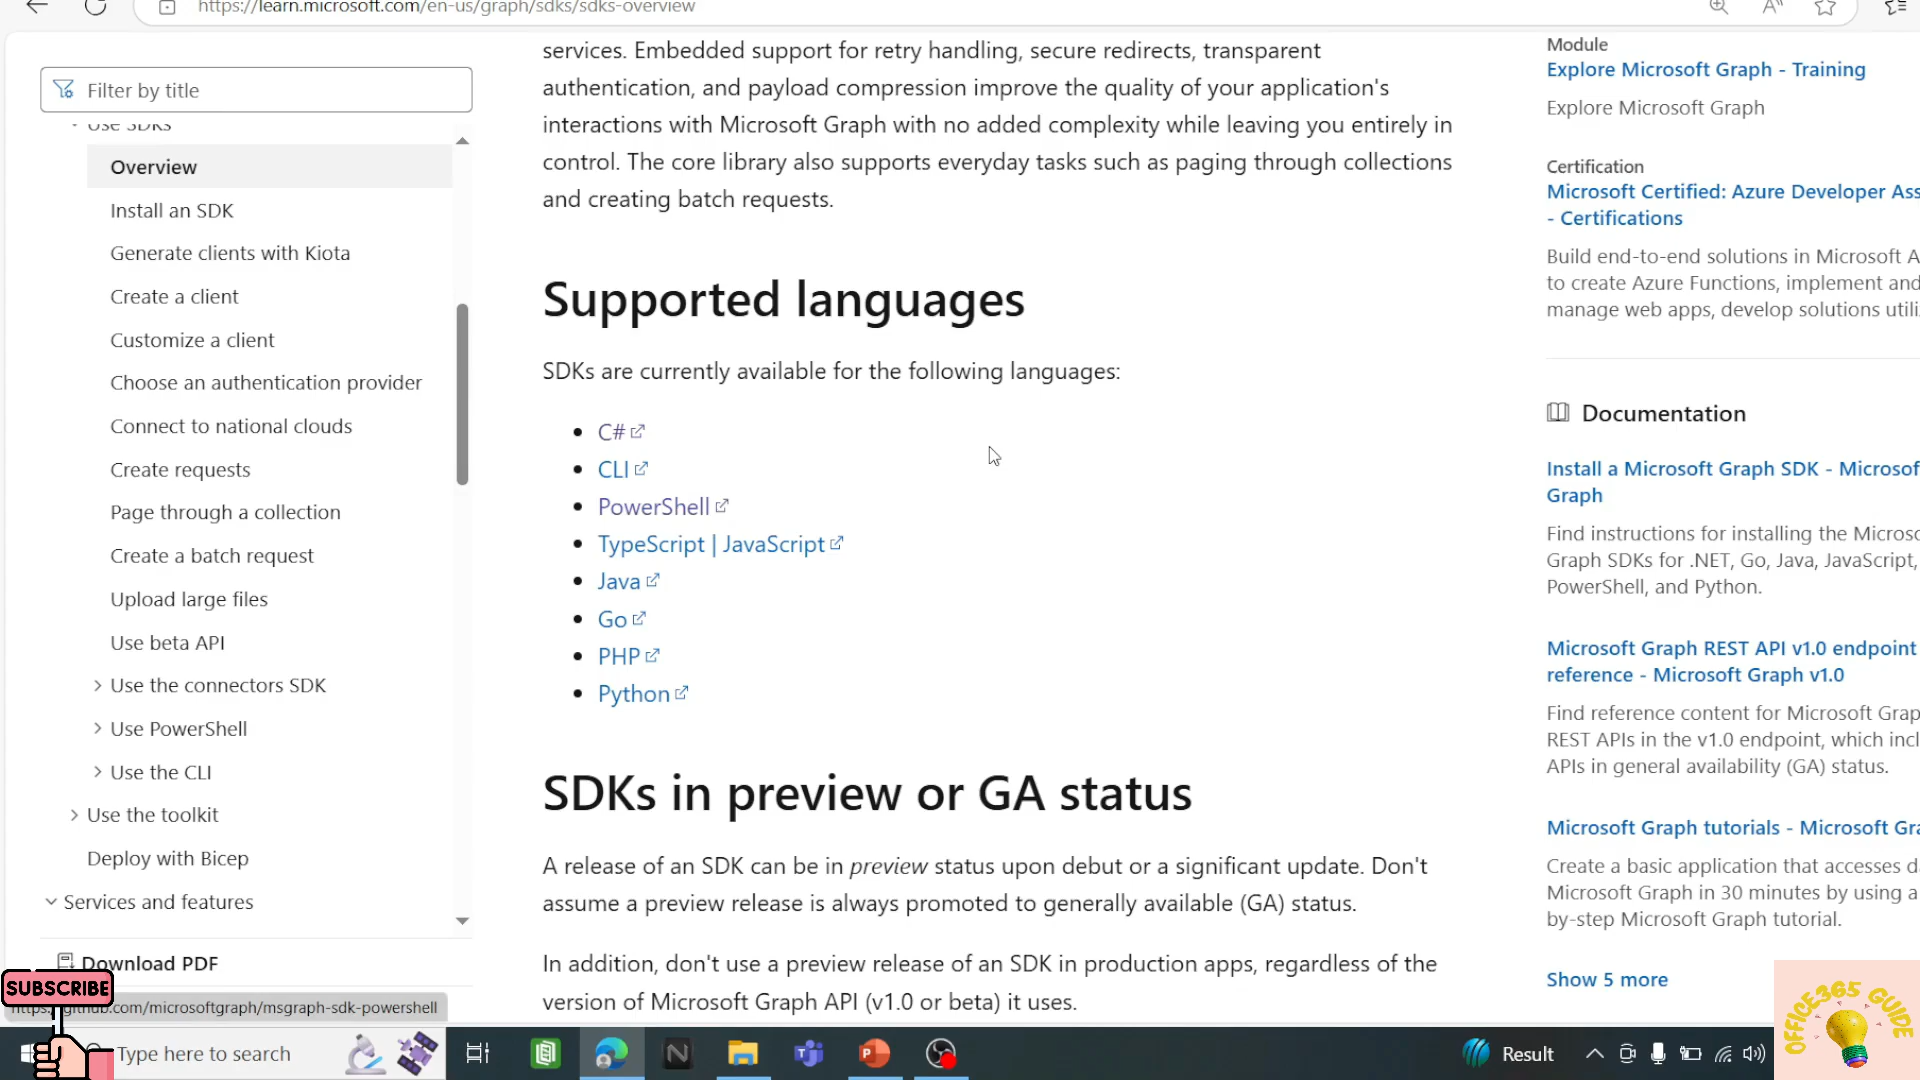 https://learn.microsoft.com/en-us/graph/sdks/sdks-overview
Filter by title
Use SDKs
Overview
Install an SDK
Generate clients with Kiota
Create a client
Customize a client
Choose an authentication provider
Connect to national clouds
Create requests
Page through a collection
Create a batch request
Upload large files
Use beta API
Use the connectors SDK
Use PowerShell
Use the CLI
Use the toolkit
Deploy with Bicep
Services and features
Download PDF
services. Embedded support for retry handling, secure redirects, transparent
authentication, and payload compression improve the quality of your application's
interactions with Microsoft Graph with no added complexity while leaving you entirely in
control. The core library also supports everyday tasks such as paging through collections
and creating batch requests.
Supported languages
SDKs are currently available for the following languages:
C#
CLI
PowerShell
TypeScript | JavaScript
Java
Go
PHP
Python
SDKs in preview or GA status
A release of an SDK can be in preview status upon debut or a significant update. Don't
assume a preview release is always promoted to generally available (GA) status.
In addition, don't use a preview release of an SDK in production apps, regardless of the
version of Microsoft Graph API (v1.0 or beta) it uses.
Module
Explore Microsoft Graph - Training
Explore Microsoft Graph
Certification
Microsoft Certified: Azure Developer Ass
- Certifications
Build end-to-end solutions in Microsoft A
to create Azure Functions, implement and
manage web apps, develop solutions utili
Documentation
Install a Microsoft Graph SDK - Microsof
Graph
Find instructions for installing the Microso
Graph SDKs for .NET, Go, Java, JavaScript,
PowerShell, and Python.
Microsoft Graph REST API v1.0 endpoint
reference - Microsoft Graph v1.0
Find reference content for Microsoft Grap
REST APIs in the v1.0 endpoint, which incl
APIs in general availability (GA) status.
Microsoft Graph tutorials - Microsoft Gra
Create a basic application that accesses d
Microsoft Graph in 30 minutes by using a
by-step Microsoft Graph tutorial.
Show 5 more
SUBSCRIBE
github.com/microsoftgraph/msgraph-sdk-powershell
Type here to search
Result
OFFICE365 GUIDE